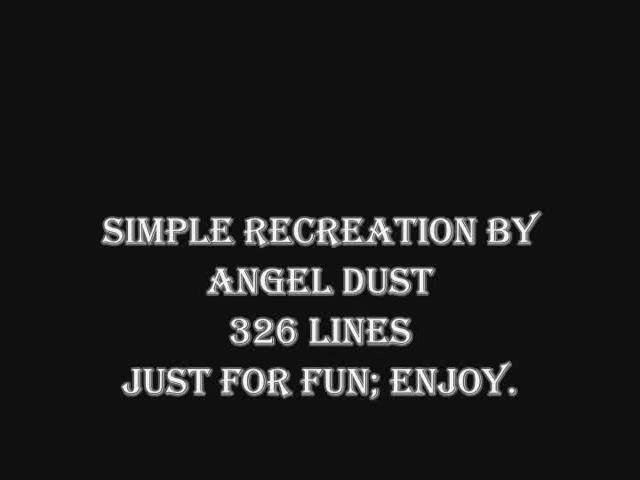 SIMPLE RECREATION BY
ANGEL DUST
326 LINES
JUST FOR FUN; ENJOY.